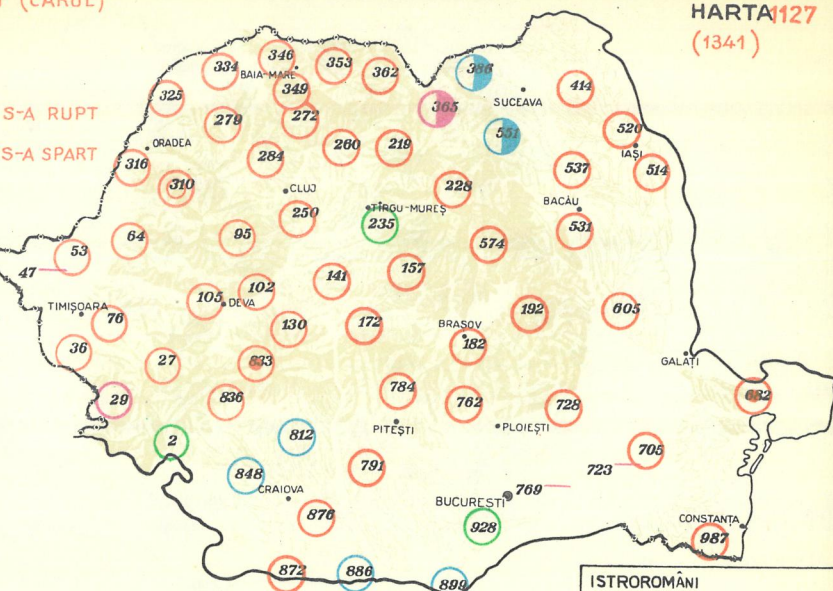 (CARUL)
HARTA 1127
(1341)
S-A RUPT
S-A SPART
346
334
BAIA-MARE
353
362
386
349
325
SUCEAVA
414
365
279
272
520
551
ORADEA
284
260
219
IAȘI
316
537
514
310
CLUJ
228
TÎRGU-MUREȘ
BACĂU
250
235
531
64
95
574
53
47
157
141
102
105
DEVA
TIMIȘOARA
76
130
172
BRAȘOV
192
605
36
27
833
182
GALAȚI
29
836
784
762
728
682
2
812
PITEȘTI
PLOIEȘTI
705
848
791
723
CRAIOVA
769
BUCUREȘTI
876
928
CONSTANȚA
987
872
886
899
ISTROROMÂNI